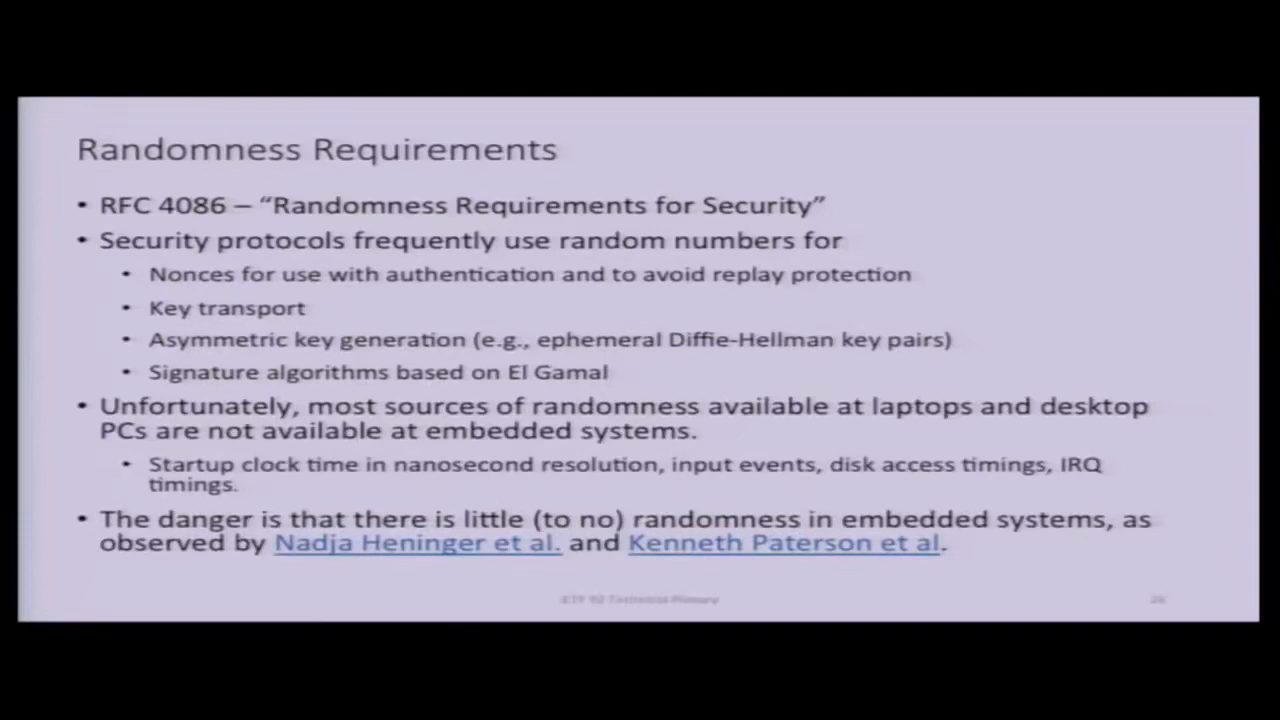 Randomness Requirements
• RFC 4086 – “Randomness Requirements for Security”
• Security protocols frequently use random numbers for
• Nonces for use with authentication and to avoid replay protection
• Key transport
• Asymmetric key generation (e.g., ephemeral Diffie-Hellman key pairs)
• Signature algorithms based on El Gamal
• Unfortunately, most sources of randomness available at laptops and desktop
PCs are not available at embedded systems.
• Startup clock time in nanosecond resolution, input events, disk access timings, IRQ
timings.
• The danger is that there is little (to no) randomness in embedded systems, as
observed by Nadja Heninger et al. and Kenneth Paterson et al.